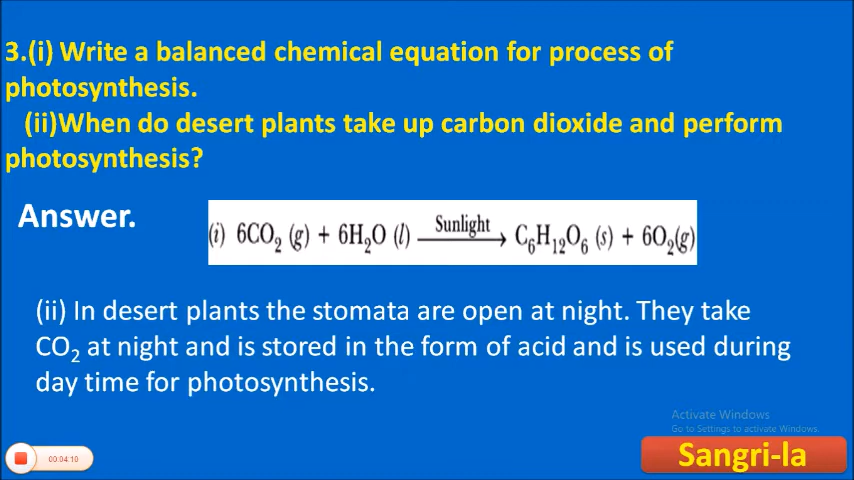 3.(i) Write a balanced chemical equation for process of
photosynthesis.
(ii)When do desert plants take up carbon dioxide and perform
photosynthesis?
Answer.
(i) 6CO₂ (g) + 6H₂O (l) —Sunlight→ C₆H₁₂O₆ (s) + 6O₂(g)
(ii) In desert plants the stomata are open at night. They take
CO₂ at night and is stored in the form of acid and is used during
day time for photosynthesis.
Activate Windows
Go to Settings to activate Windows.
00:04:10
Sangri-la